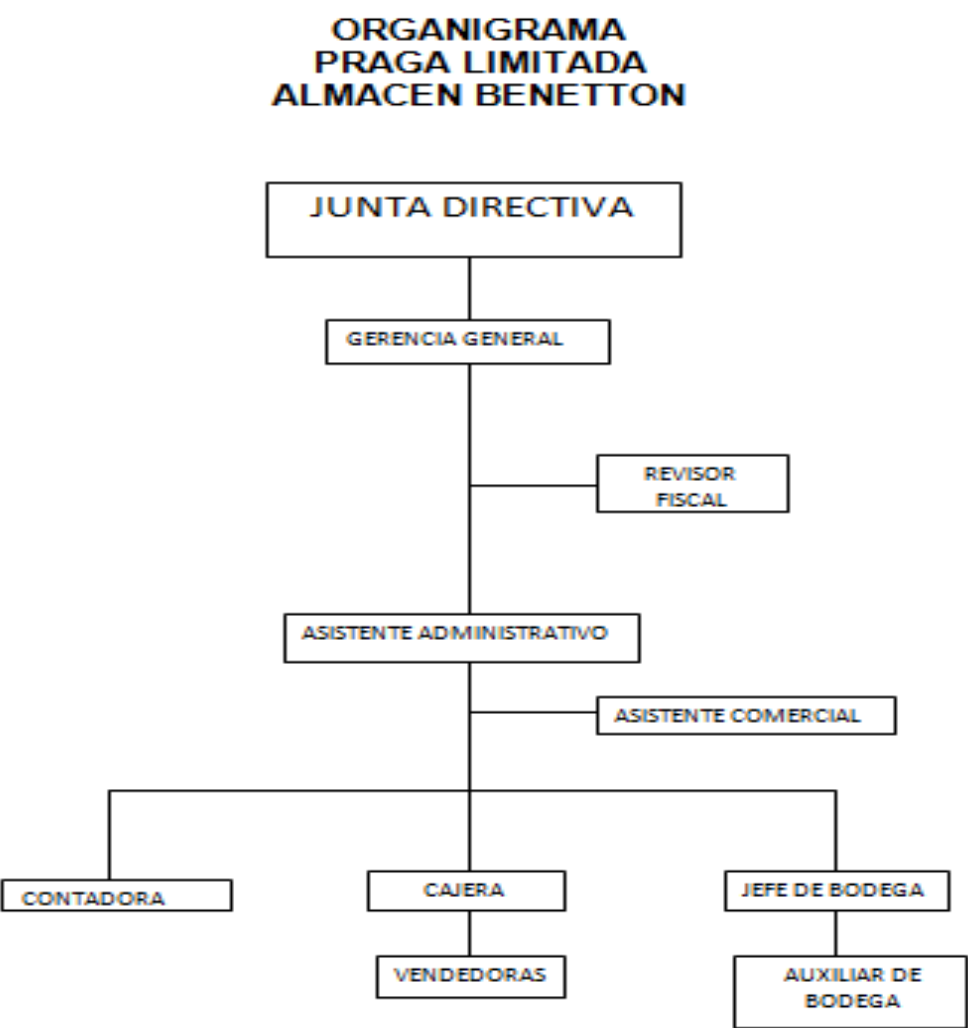 ORGANIGRAMA
PRAGA LIMITADA
ALMACEN BENETTON
JUNTA DIRECTIVA
GERENCIA GENERAL
REVISOR
FISCAL
ASISTENTE ADMINISTRATIVO
ASISTENTE COMERCIAL
CONTADORA
CAJERA
JEFE DE BODEGA
VENDEDORAS
AUXILIAR DE
BODEGA